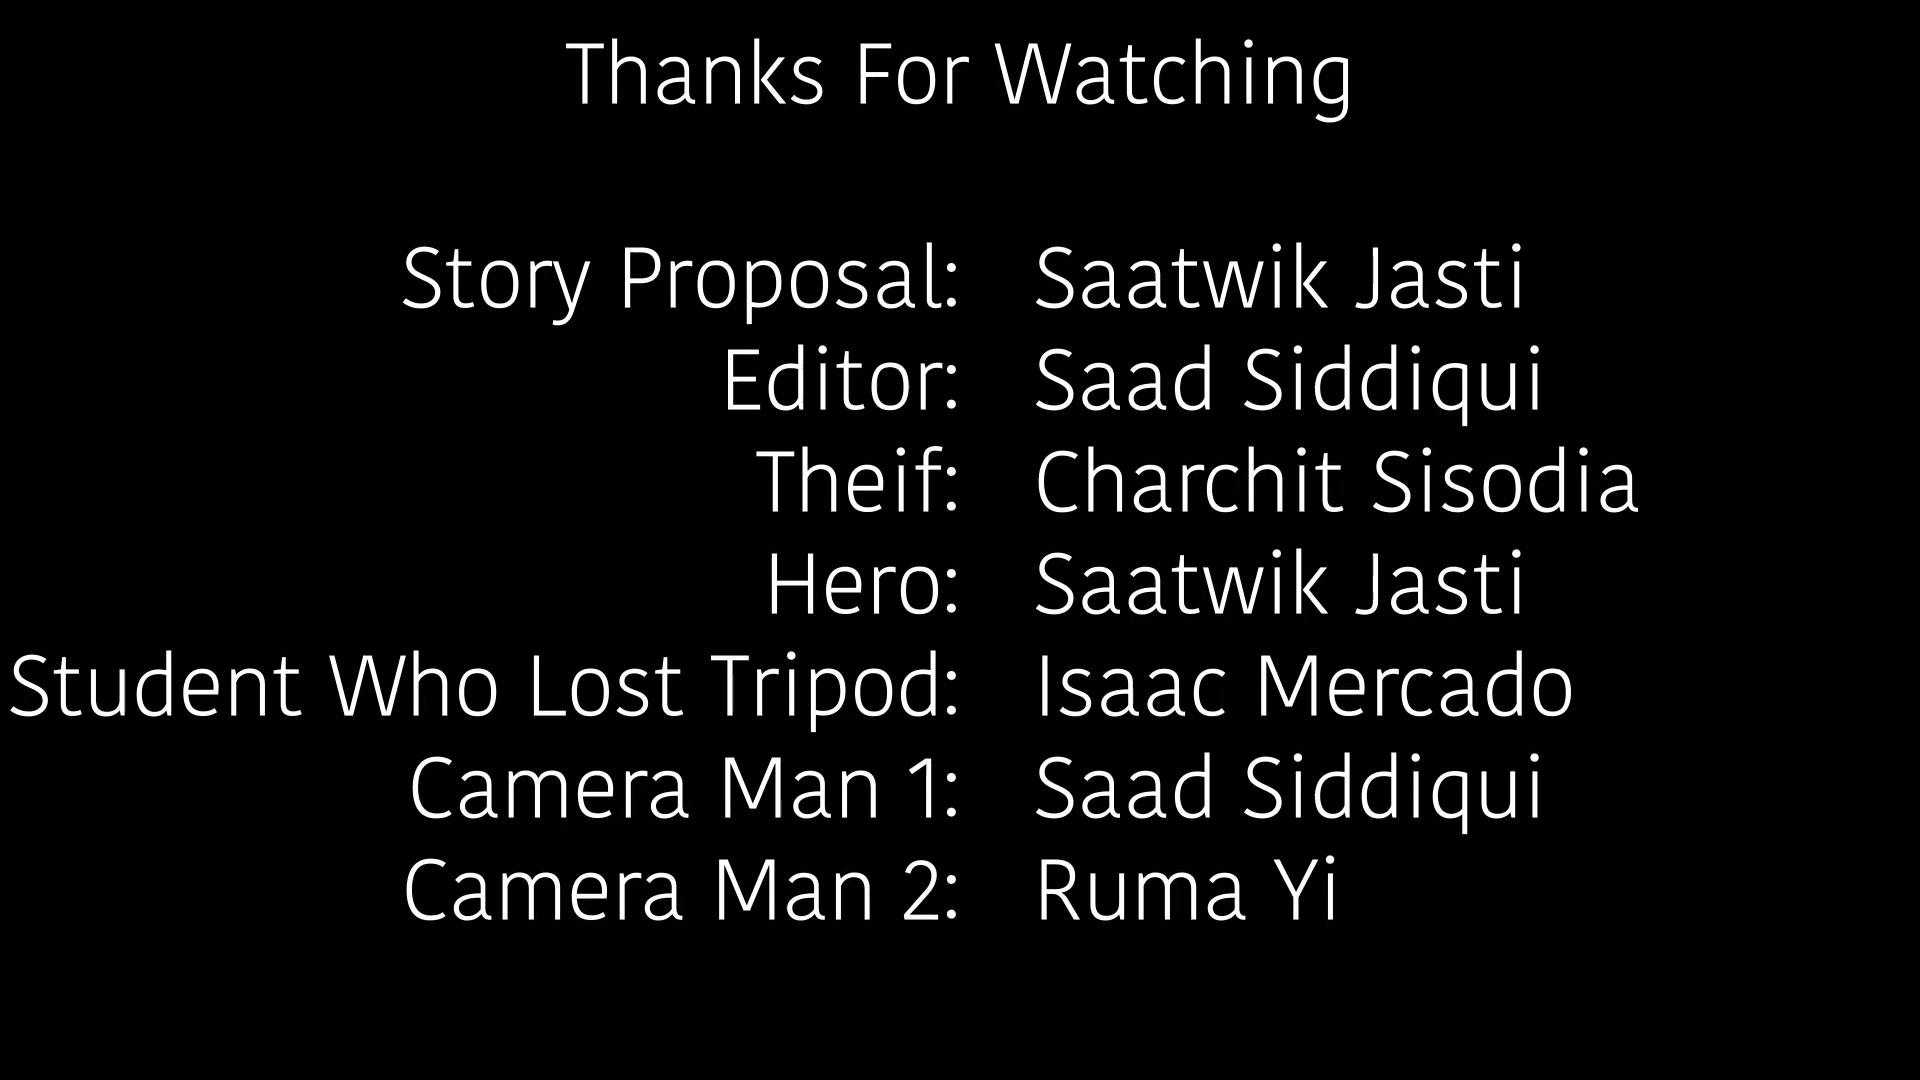 Thanks For Watching
Story Proposal: Saatwik Jasti
Editor: Saad Siddiqui
Theif: Charchit Sisodia
Hero: Saatwik Jasti
Student Who Lost Tripod: Isaac Mercado
Camera Man 1: Saad Siddiqui
Camera Man 2: Ruma Yi